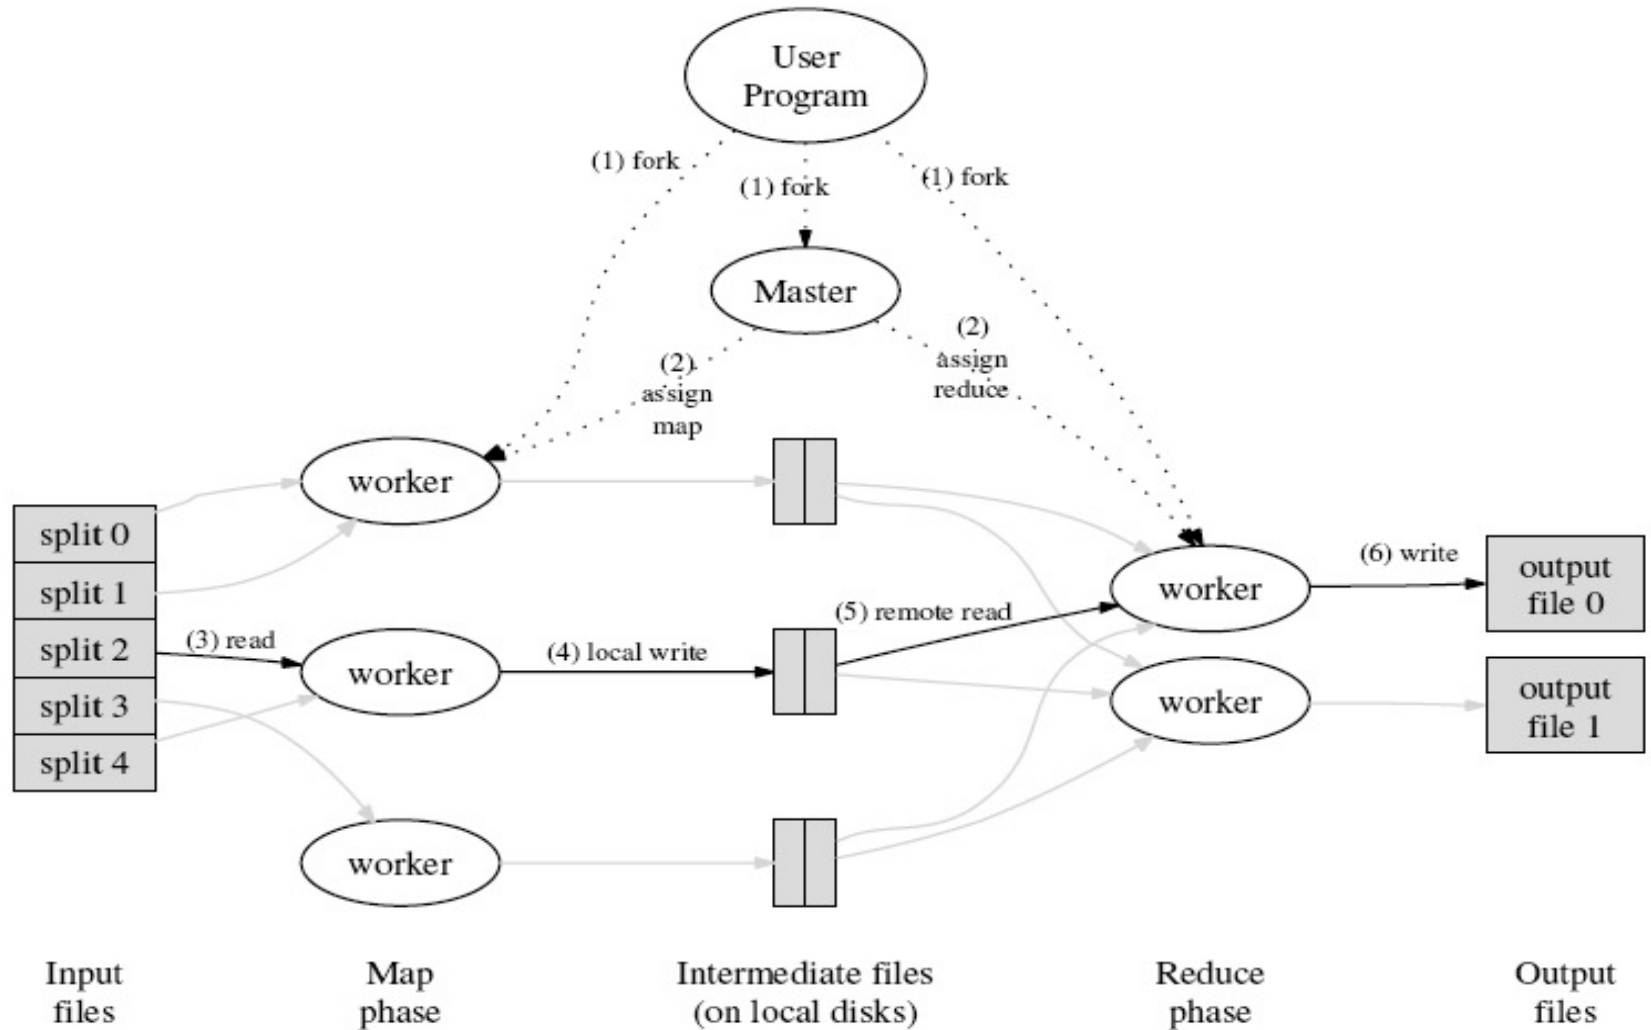 User
Program
(1) fork
(1) fork
(1) fork
Master
(2)
assign
map
(2)
assign
reduce
worker
split 0
split 1
split 2
split 3
split 4
(3) read
worker
(4) local write
worker
(5) remote read
worker
worker
(6) write
output
file 0
output
file 1
Input
files
Map
phase
Intermediate files
(on local disks)
Reduce
phase
Output
files